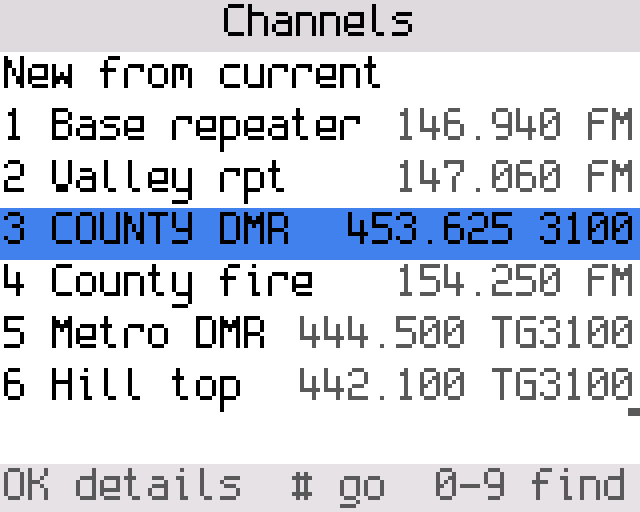 Channels
New from current
1 Base repeater 146.940 FM
2 Valley rpt 147.060 FM
3 COUNTY DMR 453.625 3100
4 County fire 154.250 FM
5 Metro DMR 444.500 TG3100
6 Hill top 442.100 TG3100
OK details # go 0-9 find